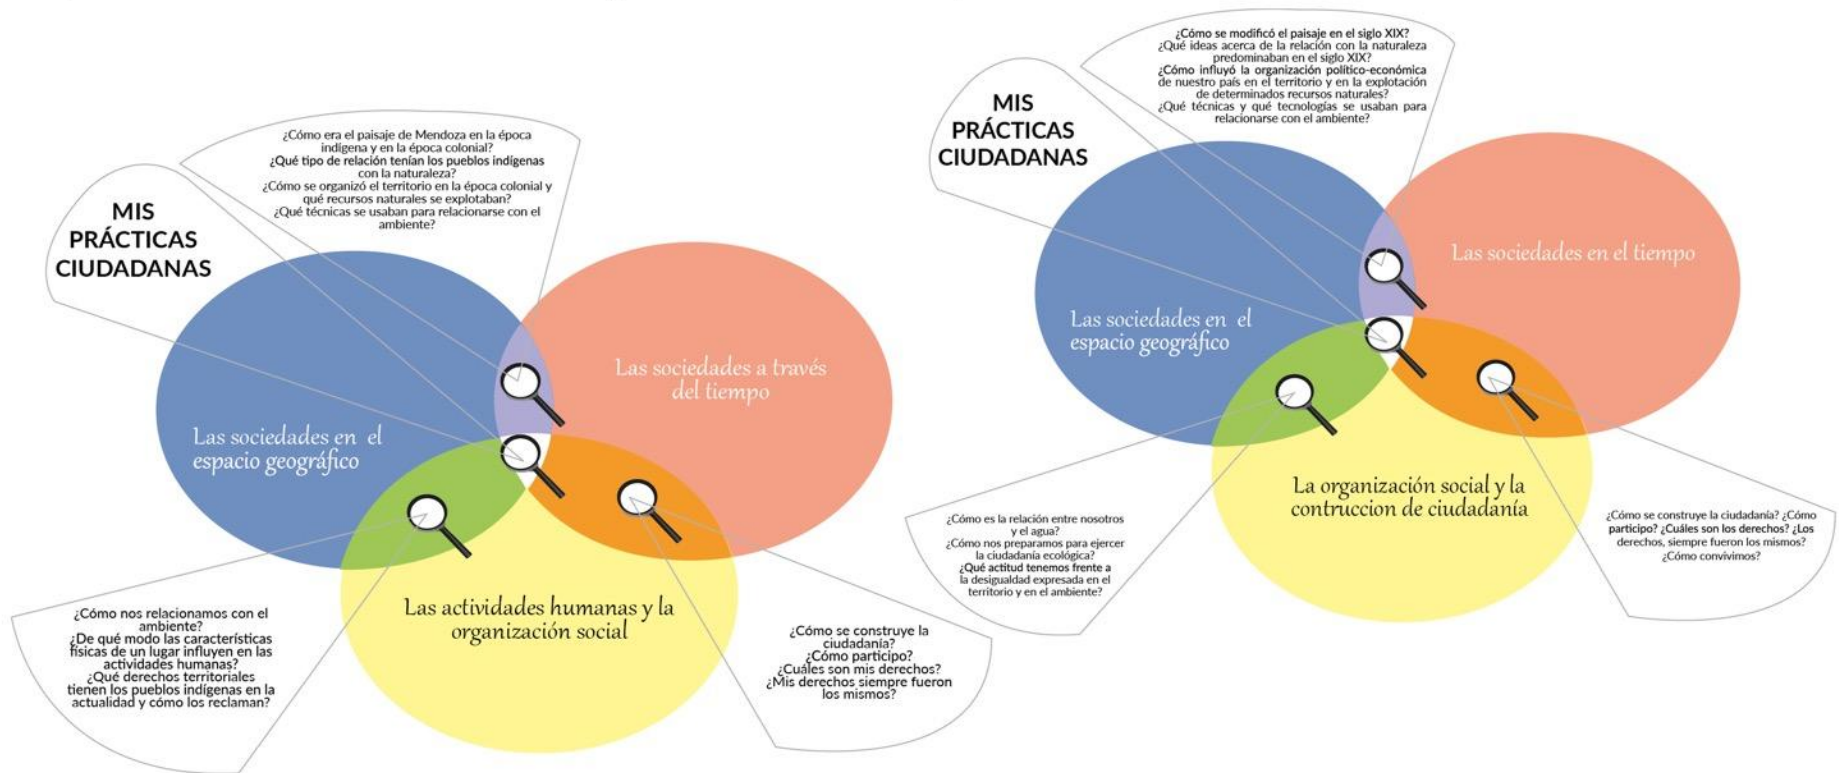 MIS
PRÁCTICAS
CIUDADANAS
¿Cómo era el paisaje de Mendoza en la época
indígena y en la época colonial?
¿Qué tipo de relación tenían los pueblos indígenas
con la naturaleza?
¿Cómo se organizó el territorio en la época colonial y
qué recursos naturales se explotaban?
¿Qué técnicas se usaban para relacionarse con el
ambiente?
Las sociedades en el
espacio geográfico
Las sociedades a través
del tiempo
Las actividades humanas y la
organización social
¿Cómo nos relacionamos con el
ambiente?
¿De qué modo las características
físicas de un lugar influyen en las
actividades humanas?
¿Qué derechos territoriales
tienen los pueblos indígenas en la
actualidad y cómo los reclaman?
¿Cómo se construye la
ciudadanía?
¿Cómo participo?
¿Cuáles son mis derechos?
¿Mis derechos siempre fueron
los mismos?
MIS
PRÁCTICAS
CIUDADANAS
¿Cómo se modificó el paisaje en el siglo XIX?
¿Qué ideas acerca de la relación con la naturaleza
predominaban en el siglo XIX?
¿Cómo influyó la organización político-económica
de nuestro país en el territorio y en la explotación
de determinados recursos naturales?
¿Qué técnicas y qué tecnologías se usaban para
relacionarse con el ambiente?
Las sociedades en el
espacio geográfico
Las sociedades en el tiempo
La organización social y la
contruccion de ciudadanía
¿Cómo es la relación entre nosotros
y el agua?
¿Cómo nos preparamos para ejercer
la ciudadanía ecológica?
¿Qué actitud tenemos frente a
la desigualdad expresada en el
territorio y en el ambiente?
¿Cómo se construye la ciudadanía? ¿Cómo
participo? ¿Cuáles son los derechos? ¿Los
derechos, siempre fueron los mismos?
¿Cómo convivimos?